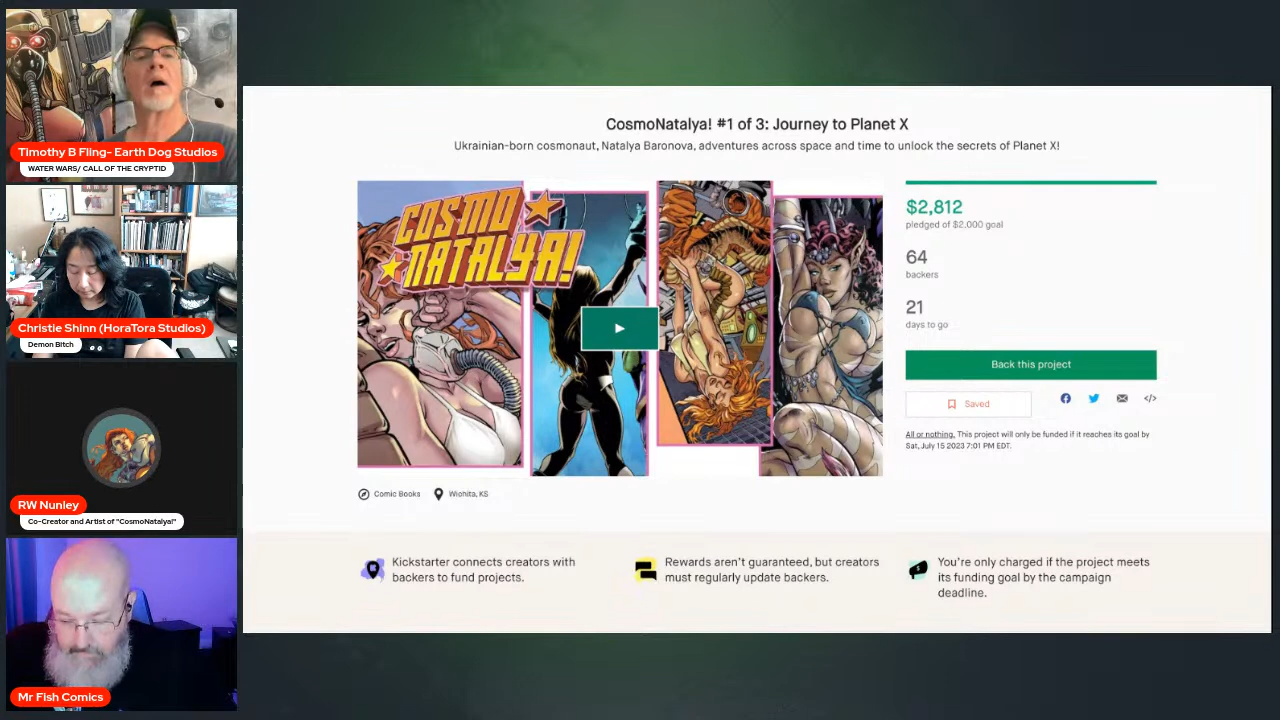 Timothy B Fling- Earth Dog Studios
WATER WARS/ CALL OF THE CRYPTID
Christie Shinn (HoraTora Studios)
Demon Bitch
RW Nunley
Co-Creator and Artist of "CosmoNatalya!"
Mr Fish Comics
CosmoNatalya! #1 of 3: Journey to Planet X
Ukrainian-born cosmonaut, Natalya Baronova, adventures across space and time to unlock the secrets of Planet X!
COSMO
NATALYA!
$2,812
pledged of $2,000 goal
64
backers
21
days to go
Back this project
Saved
All or nothing. This project will only be funded if it reaches its goal by
Sat, July 15 2023 7:01 PM EDT.
Comic Books
Wichita, KS
Kickstarter connects creators with
backers to fund projects.
Rewards aren't guaranteed, but creators
must regularly update backers.
You're only charged if the project meets
its funding goal by the campaign
deadline.